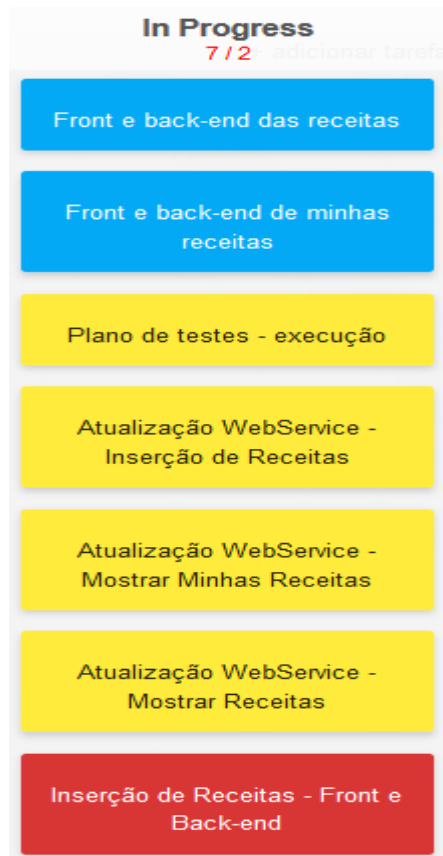 In Progress
7 / 2 + adicionar tarefa
Front e back-end das receitas
Front e back-end de minhas
receitas
Plano de testes - execução
Atualização WebService -
Inserção de Receitas
Atualização WebService -
Mostrar Minhas Receitas
Atualização WebService -
Mostrar Receitas
Inserção de Receitas - Front e
Back-end